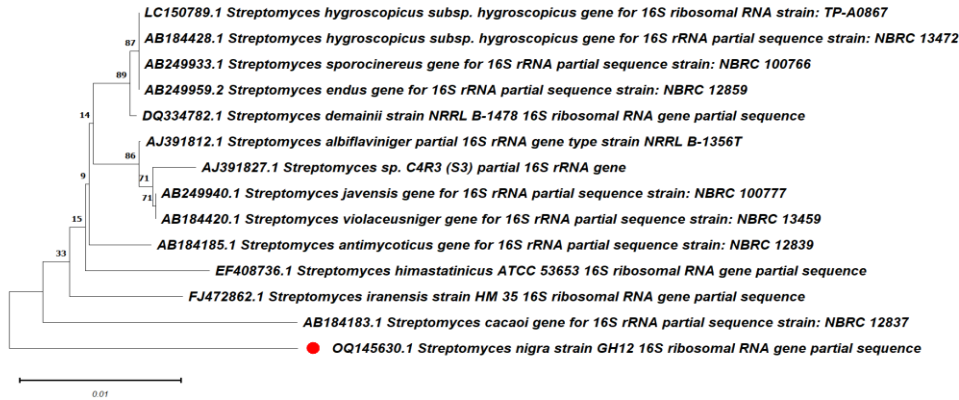 LC150789.1 Streptomyces hygroscopicus subsp. hygroscopicus gene for 16S ribosomal RNA strain: TP-A0867
87
AB184428.1 Streptomyces hygroscopicus subsp. hygroscopicus gene for 16S rRNA partial sequence strain: NBRC 13472
AB249933.1 Streptomyces sporocinereus gene for 16S rRNA partial sequence strain: NBRC 100766
89
AB249959.2 Streptomyces endus gene for 16S rRNA partial sequence strain: NBRC 12859
DQ334782.1 Streptomyces demainii strain NRRL B-1478 16S ribosomal RNA gene partial sequence
14
AJ391812.1 Streptomyces albiflaviniger partial 16S rRNA gene type strain NRRL B-1356T
86
AJ391827.1 Streptomyces sp. C4R3 (S3) partial 16S rRNA gene
71
9
AB249940.1 Streptomyces javensis gene for 16S rRNA partial sequence strain: NBRC 100777
71
AB184420.1 Streptomyces violaceusniger gene for 16S rRNA partial sequence strain: NBRC 13459
15
AB184185.1 Streptomyces antimycoticus gene for 16S rRNA partial sequence strain: NBRC 12839
33
EF408736.1 Streptomyces himastatinicus ATCC 53653 16S ribosomal RNA gene partial sequence
FJ472862.1 Streptomyces iranensis strain HM 35 16S ribosomal RNA gene partial sequence
AB184183.1 Streptomyces cacaoi gene for 16S rRNA partial sequence strain: NBRC 12837
OQ145630.1 Streptomyces nigra strain GH12 16S ribosomal RNA gene partial sequence
0.01